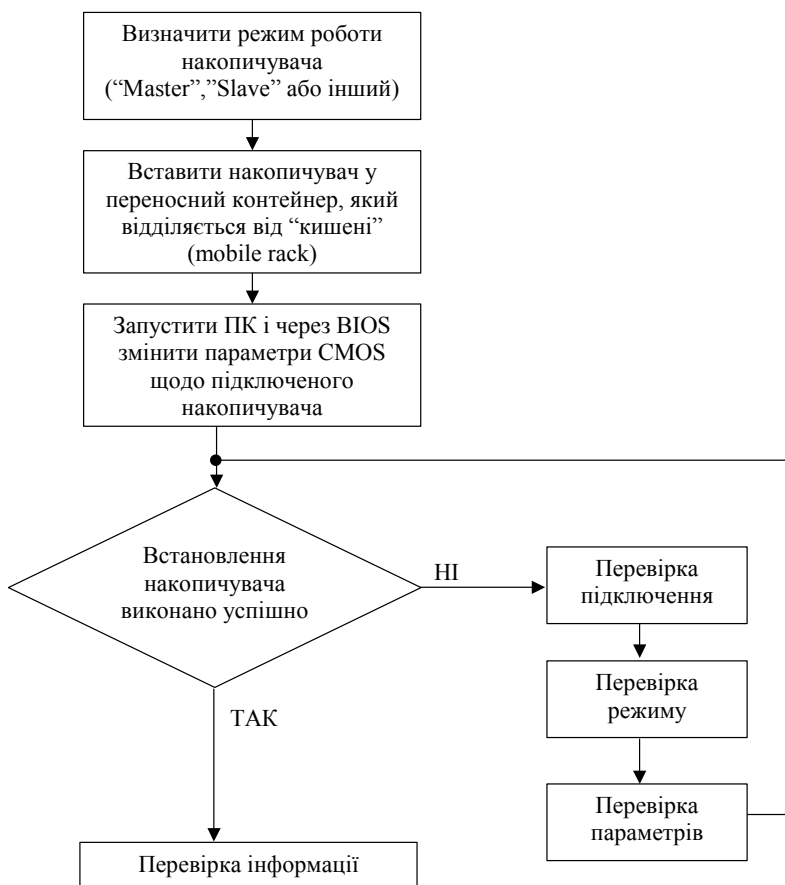 Визначити режим роботи
накопичувача
(“Master”,”Slave” або інший)
Вставити накопичувач у
переносний контейнер, який
відділяється від “кишені”
(mobile rack)
Запустити ПК і через BIOS
змінити параметри CMOS
щодо підключеного
накопичувача
Встановлення
накопичувача
виконано успішно
НІ
Перевірка
підключення
Перевірка
режиму
ТАК
Перевірка
параметрів
Перевірка інформації